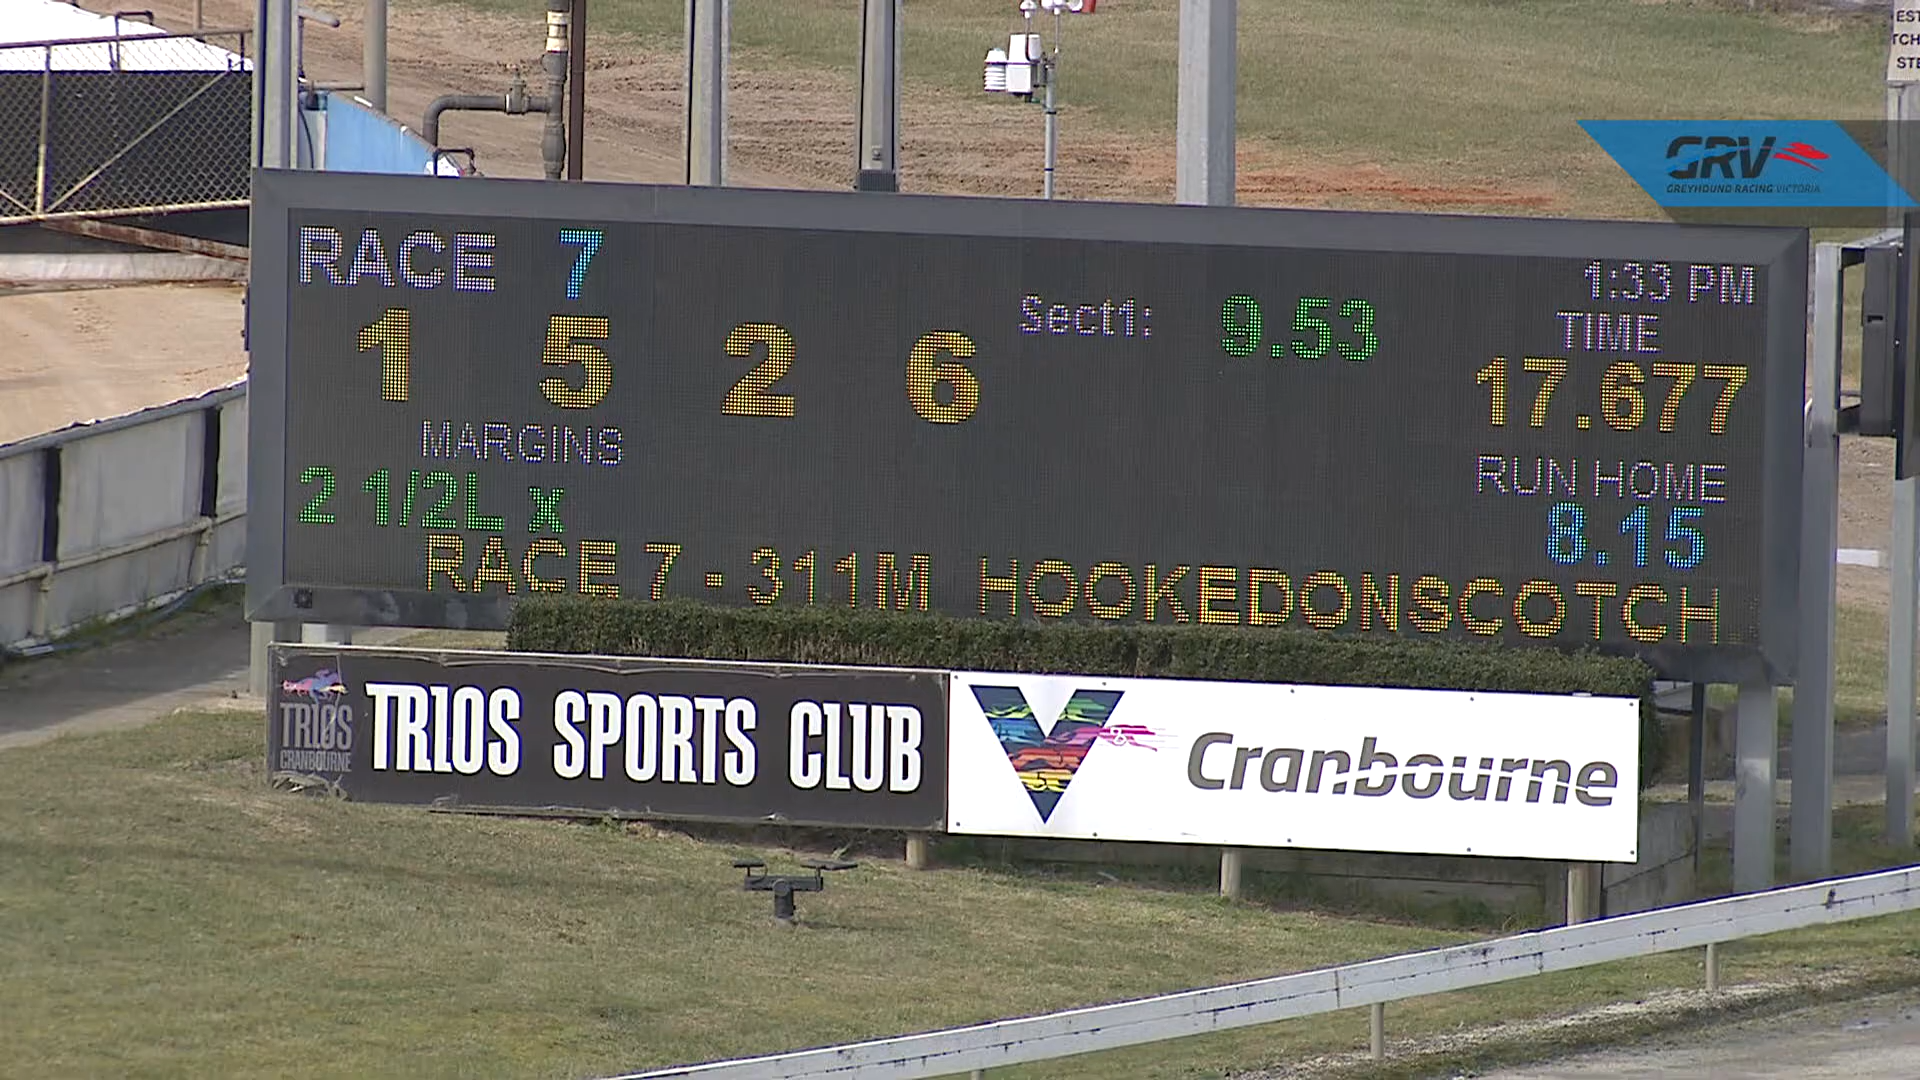 GRV
GREYHOUND RACING VICTORIA
RACE 7
1:33 PM
Sect1: 9.53
TIME
1 5 2 6
17.677
MARGINS
RUN HOME
2 1/2L x
8.15
RACE 7 - 311M HOOKEDONSCOTCH
TRIOS
CRANBOURNE
TRIOS SPORTS CLUB
Cranbourne